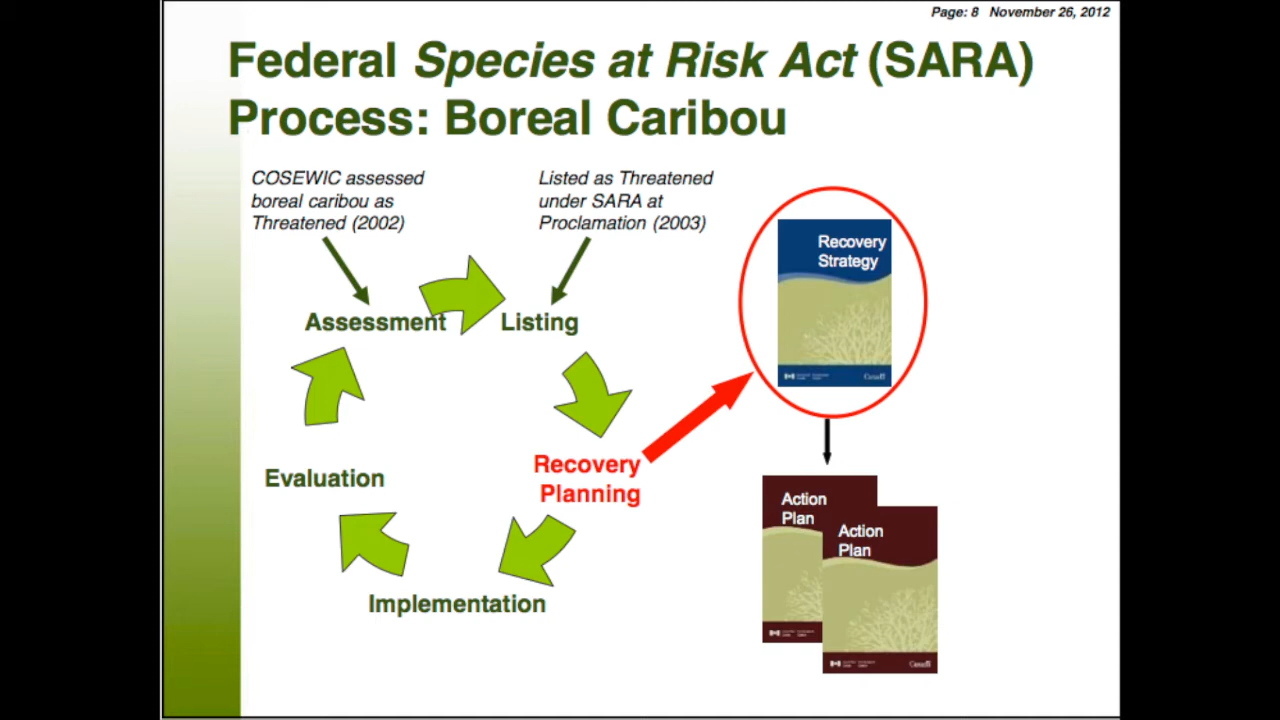 Page: 8 November 26, 2012
Federal Species at Risk Act (SARA)
Process: Boreal Caribou
COSEWIC assessed
boreal caribou as
Threatened (2002)
Listed as Threatened
under SARA at
Proclamation (2003)
Assessment
Listing
Recovery
Planning
Implementation
Evaluation
Recovery
Strategy
Canada
Action
Plan
Action
Plan
Canada